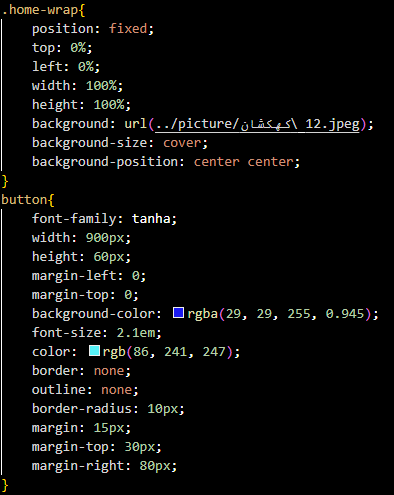 .home-wrap{
position: fixed;
top: 0%;
left: 0%;
width: 100%;
height: 100%;
background: url(../picture/کهکشان\ 12.jpeg);
background-size: cover;
background-position: center center;
}
button{
font-family: tanha;
width: 900px;
height: 60px;
margin-left: 0;
margin-top: 0;
background-color: rgba(29, 29, 255, 0.945);
font-size: 2.1em;
color: rgb(86, 241, 247);
border: none;
outline: none;
border-radius: 10px;
margin: 15px;
margin-top: 30px;
margin-right: 80px;
}